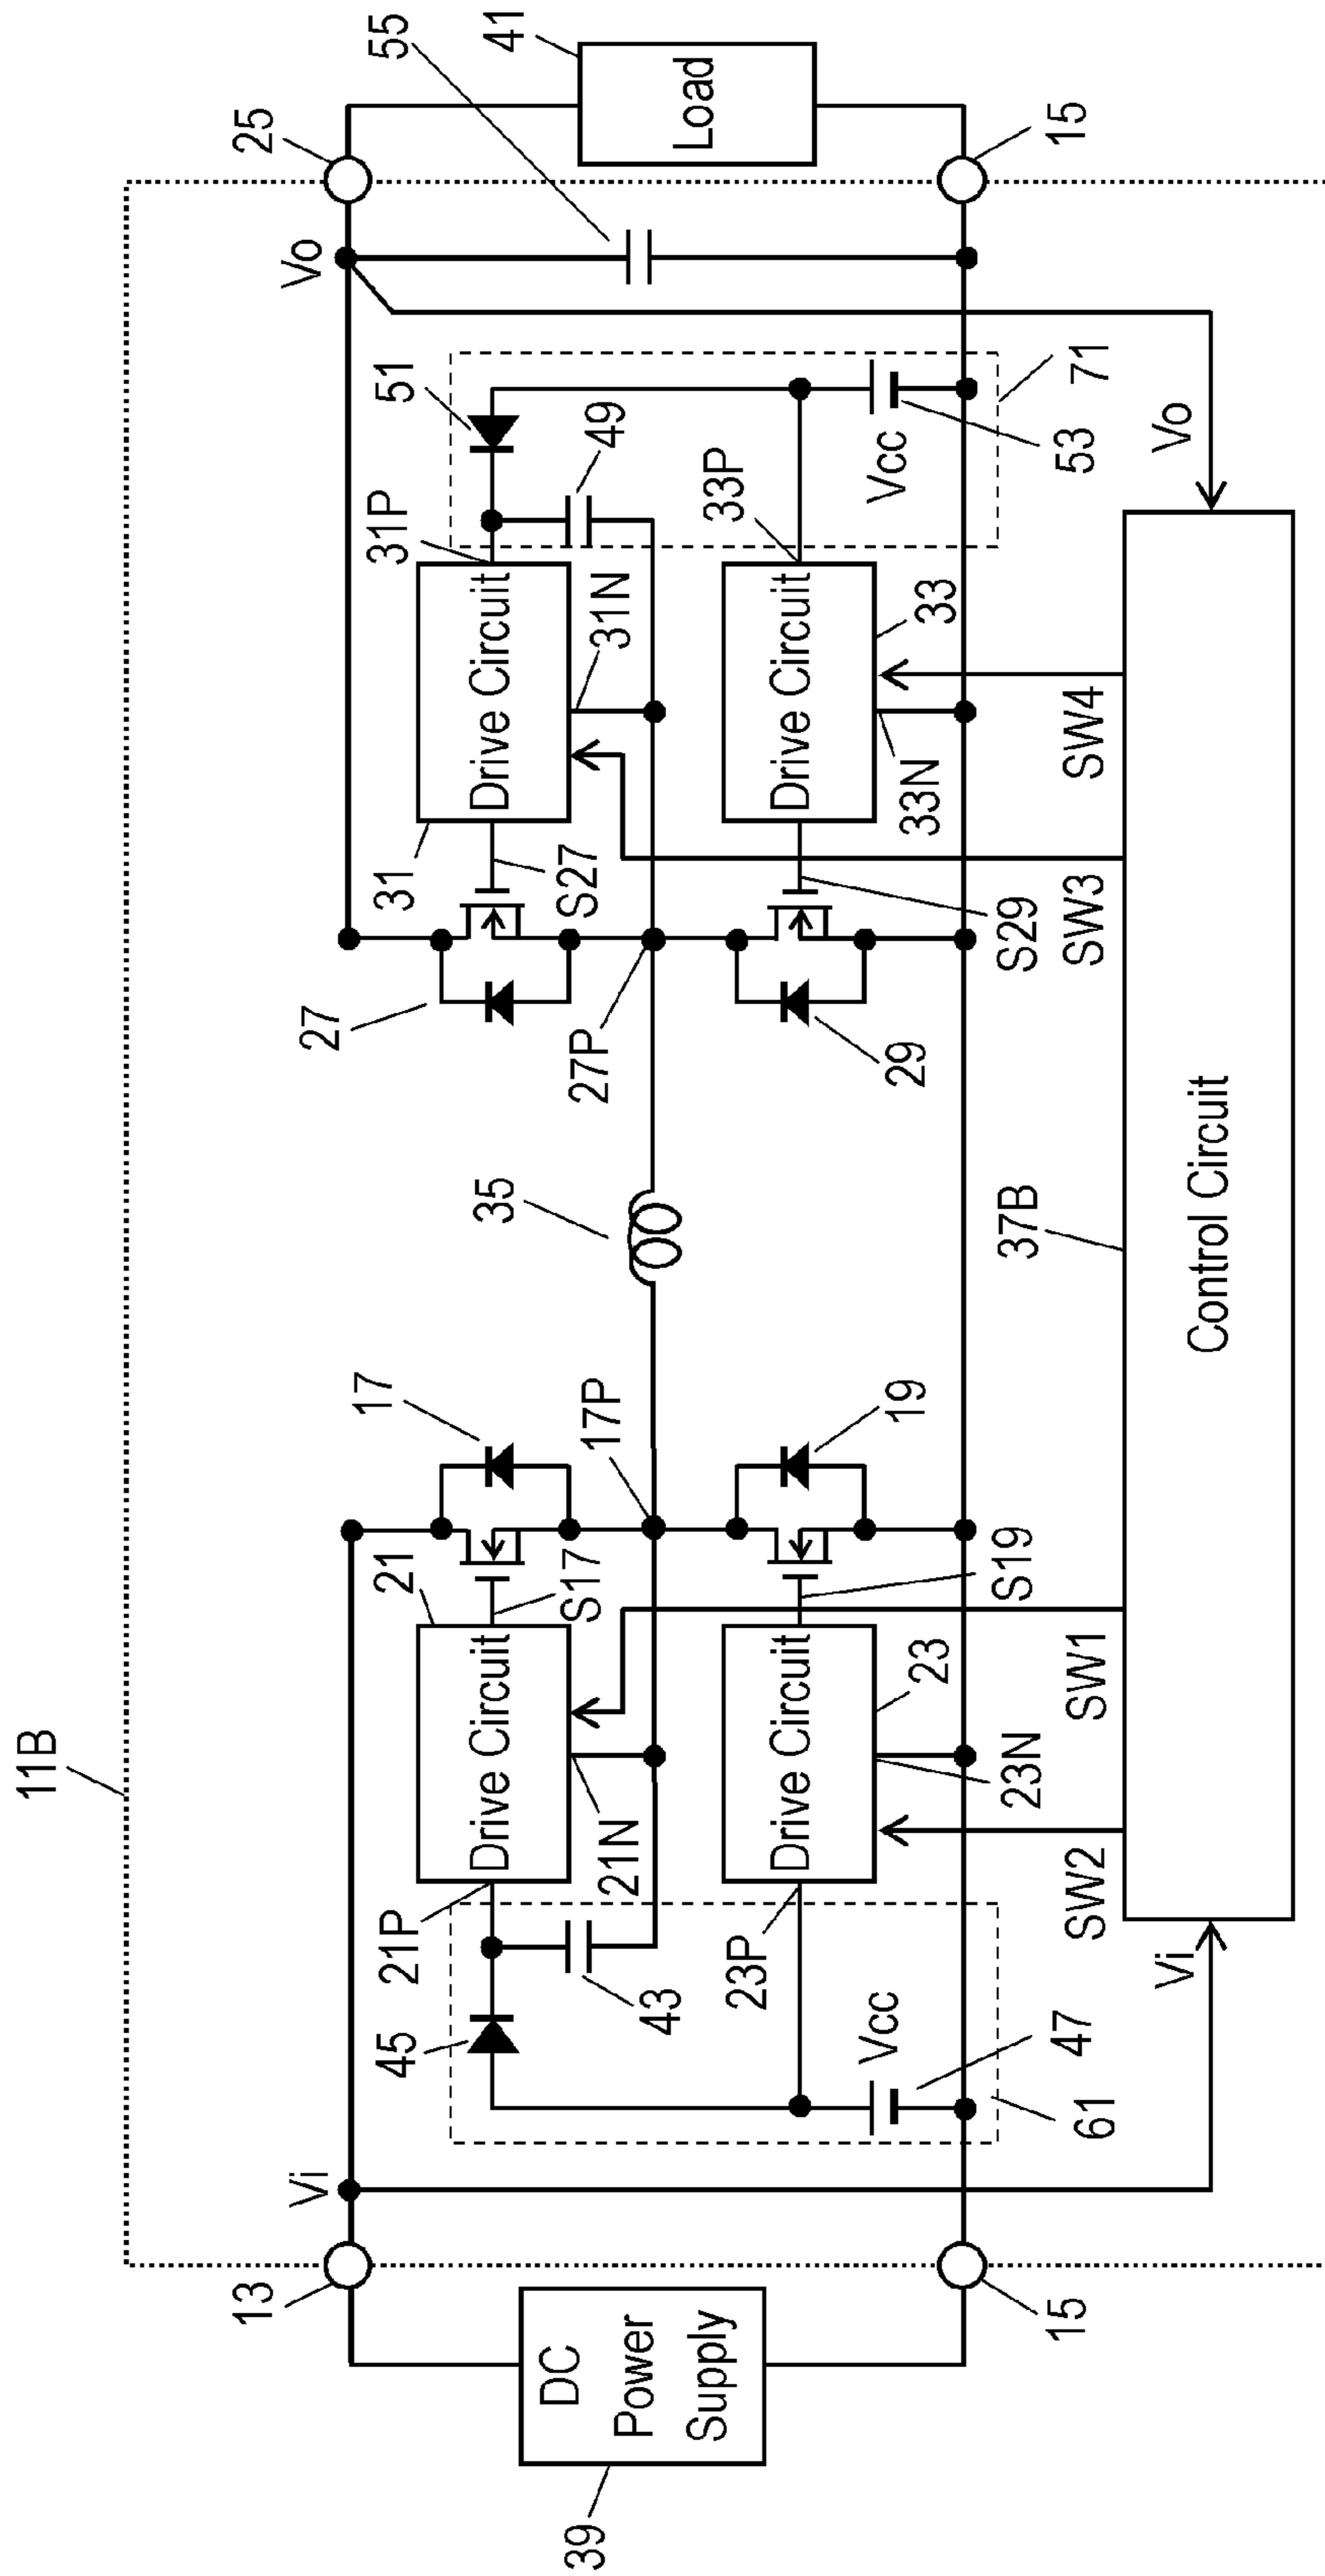 11B
13
Vi
45
21P
21
17
35
27
31
31P
51
Vo
25
55
41
39
DC
Power
Supply
Drive Circuit
21N
S17
17P
27P
S27
Drive Circuit
31N
49
Load
43
23P
Vcc
47
61
Drive Circuit
23
23N
S19
19
29
S29
Drive Circuit
33
33N
33P
Vcc
53
71
15
15
Vi
SW2
SW1
37B
SW3
SW4
Vo
Control Circuit